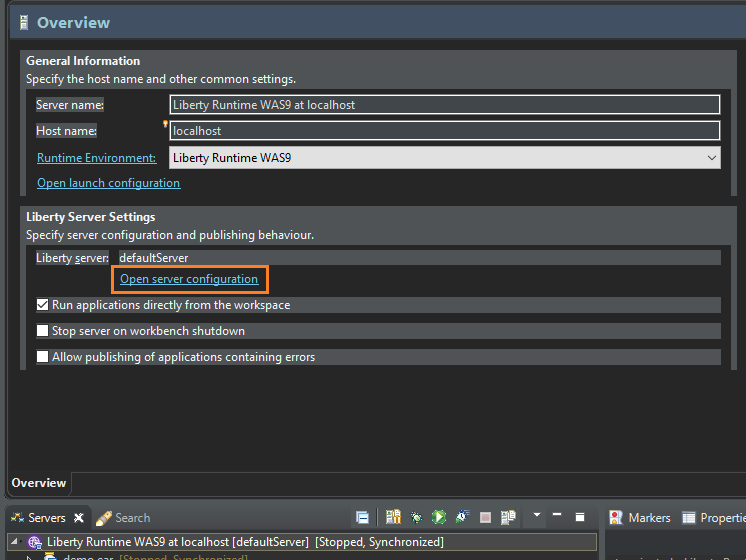 Overview
General Information
Specify the host name and other common settings.
Server name: Liberty Runtime WAS9 at localhost
Host name: localhost
Runtime Environment: Liberty Runtime WAS9
Open launch configuration
Liberty Server Settings
Specify server configuration and publishing behaviour.
Liberty server: defaultServer
Open server configuration
Run applications directly from the workspace
Stop server on workbench shutdown
Allow publishing of applications containing errors
Overview
Servers Search Markers Propertie
Liberty Runtime WAS9 at localhost [defaultServer] [Stopped, Synchronized]
demo.ear [Stopped, Synchronized]